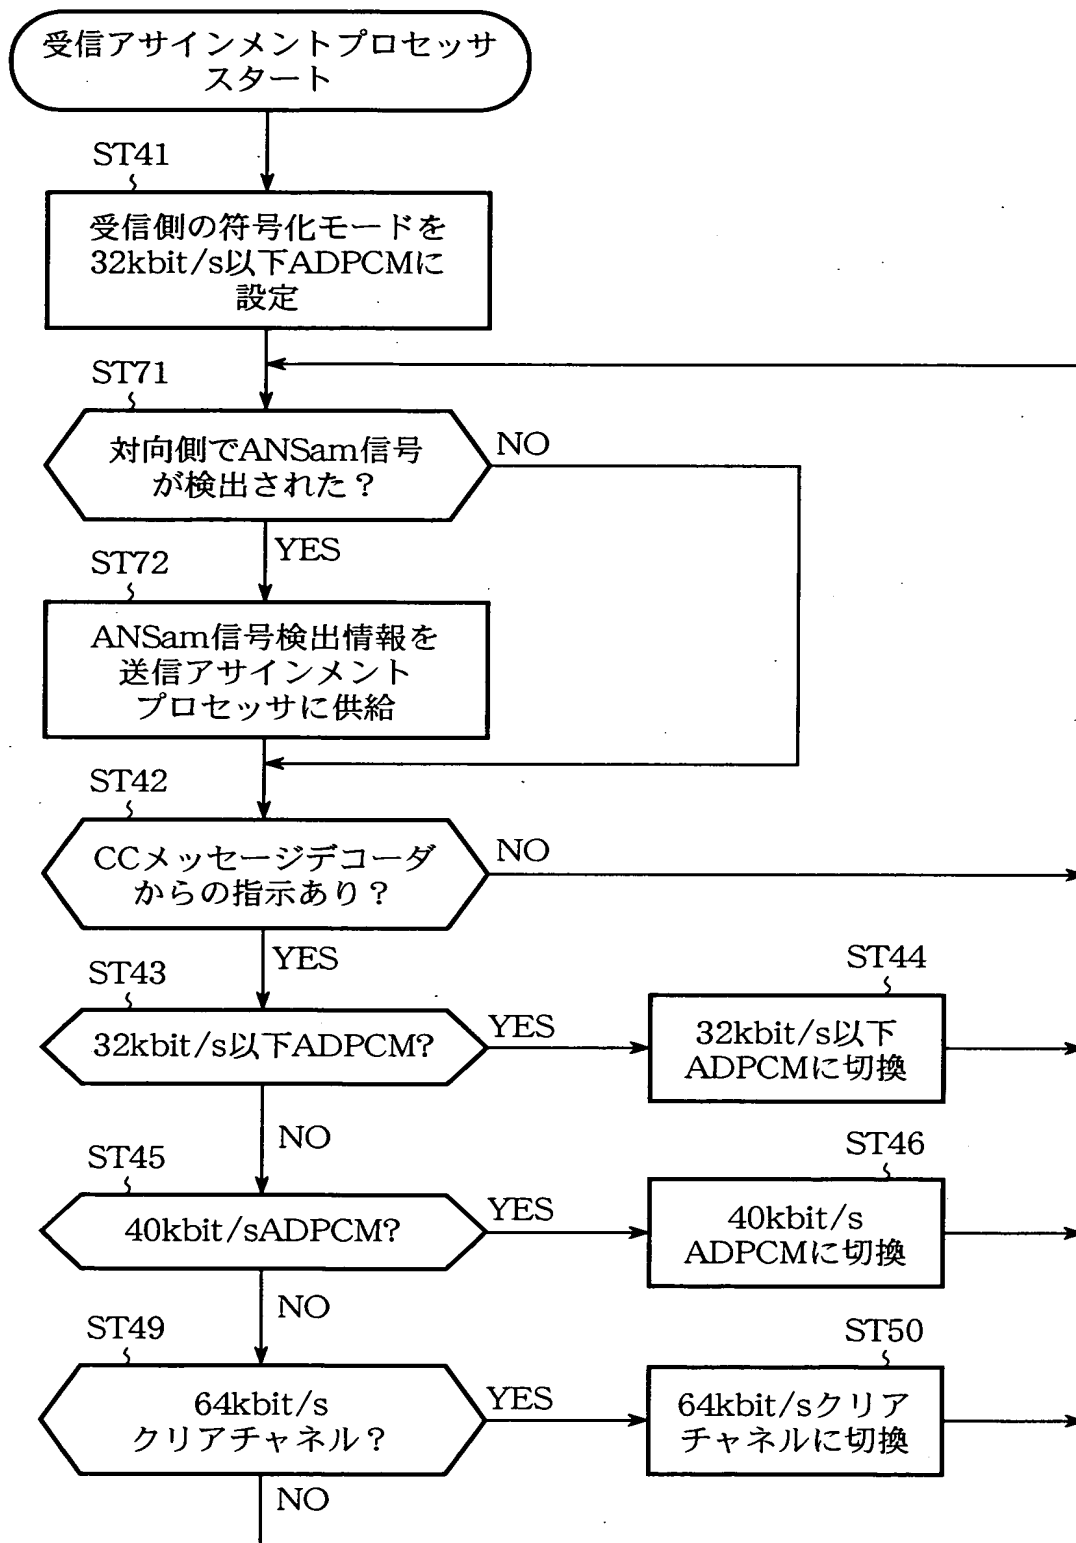 受信アサインメントプロセッサ
スタート
ST41
受信側の符号化モードを
32kbit/s以下ADPCMに
設定
ST71
対向側でANSam信号
が検出された？
NO
YES
ST72
ANSam信号検出情報を
送信アサインメント
プロセッサに供給
ST42
CCメッセージデコーダ
からの指示あり？
NO
YES
ST43
32kbit/s以下ADPCM?
YES
ST44
32kbit/s以下
ADPCMに切換
NO
ST45
40kbit/sADPCM?
YES
ST46
40kbit/s
ADPCMに切換
NO
ST49
64kbit/s
クリアチャネル？
YES
ST50
64kbit/sクリア
チャネルに切換
NO